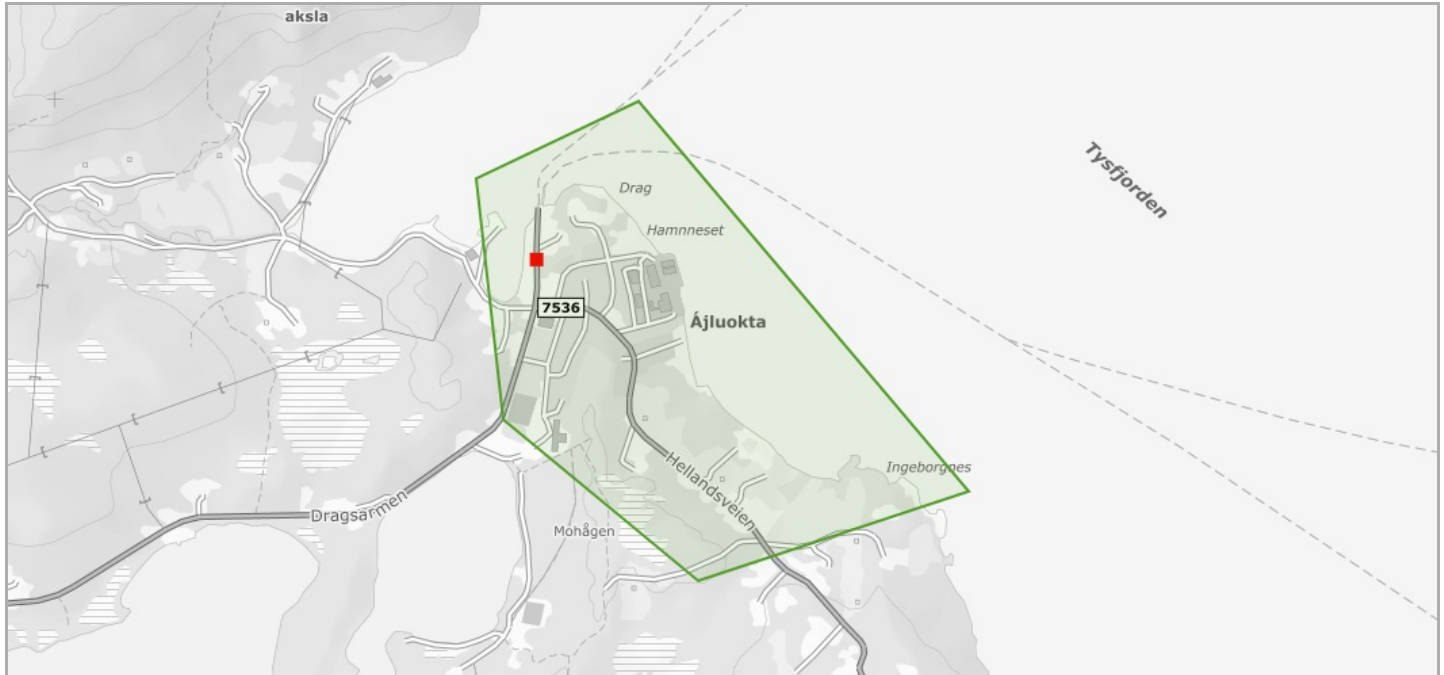 aksla
Tysfjorden
Drag
Hamnneset
7536
Ájluokta
Ingeborgnes
Hellandsveien
Dragsarmen
Mohågen